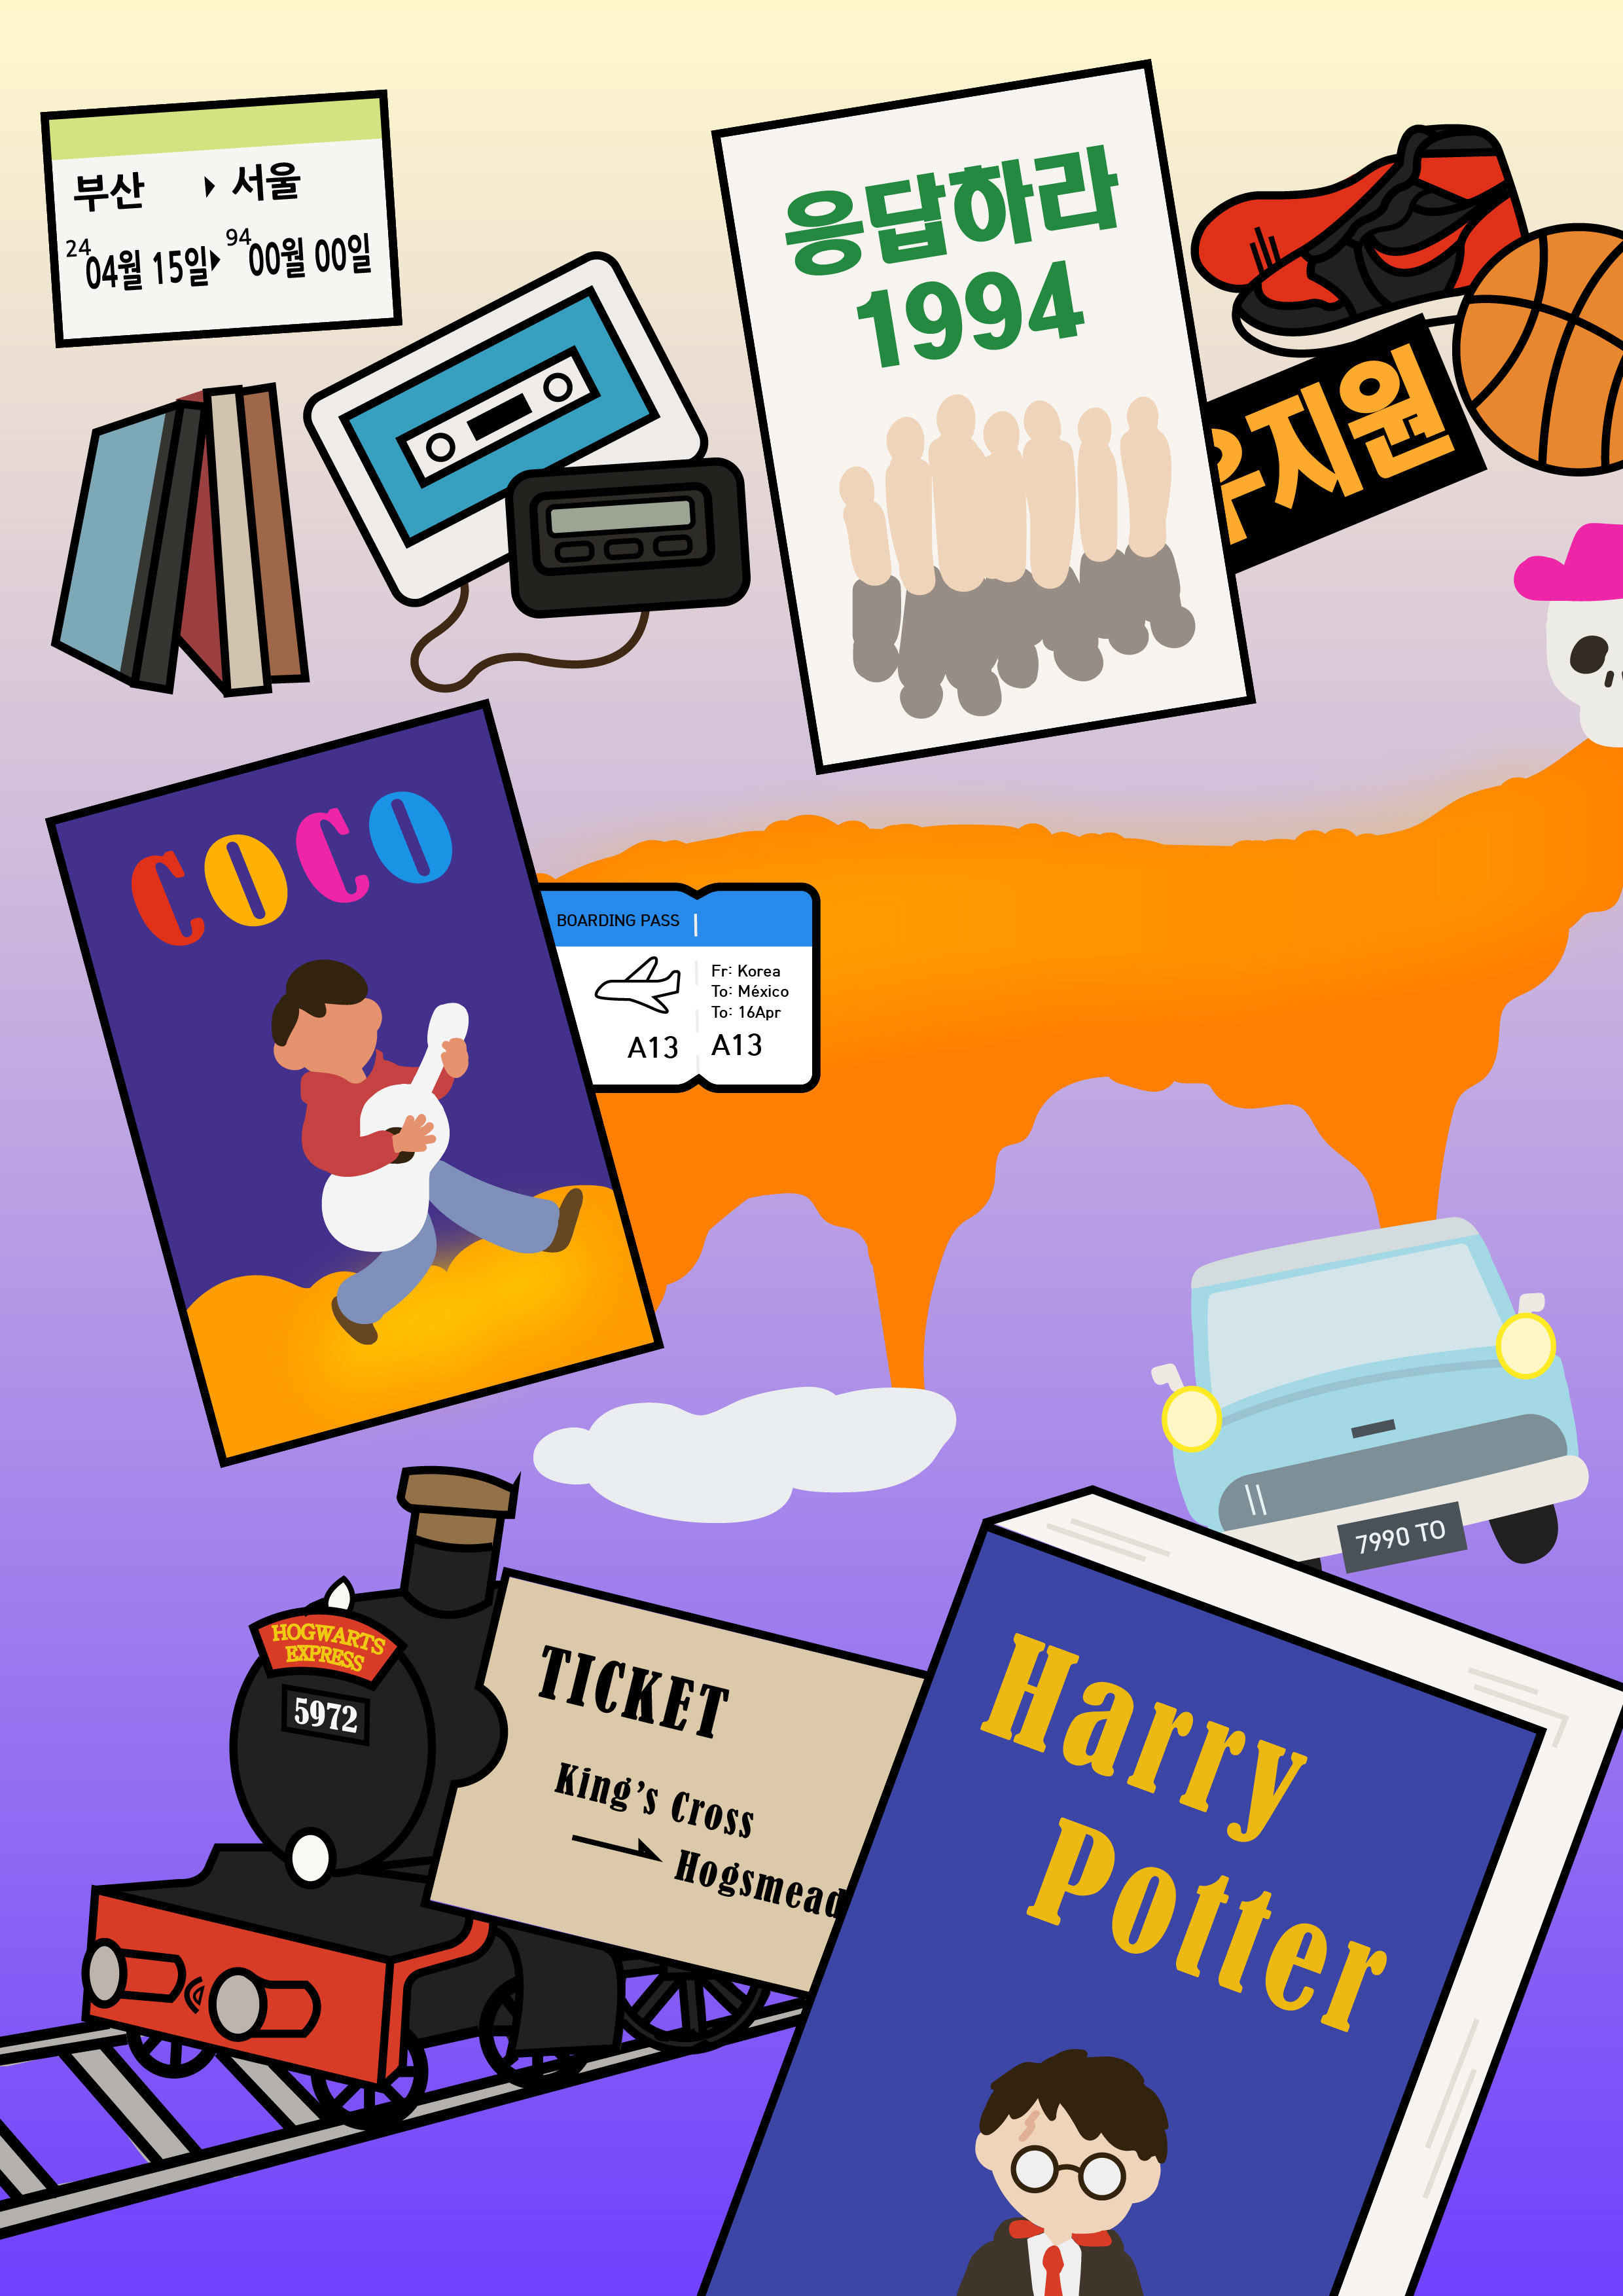 부산 ▸ 서울
24 04월 15일 ▸ 94 00월 00일
응답하라
1994
우지원
COCO
BOARDING PASS
Fr: Korea
To: México
To: 16Apr
A13 A13
7990 TO
HOGWARTS
EXPRESS
5972
TICKET
King's Cross
Hogsmead
Harry
Potter